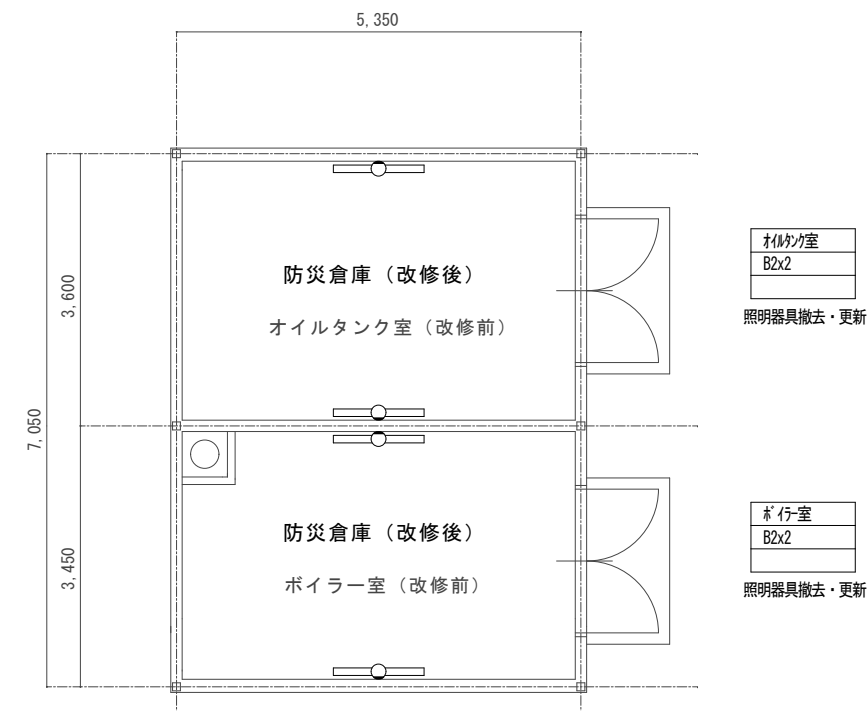 5,350
防災倉庫（改修後）
オイルタンク室（改修前）
3,600
7,050
3,450
防災倉庫（改修後）
ボイラー室（改修前）
ｵｲﾙﾀﾝｸ室
B2x2
照明器具撤去・更新
ﾎﾞｲﾗｰ室
B2x2
照明器具撤去・更新